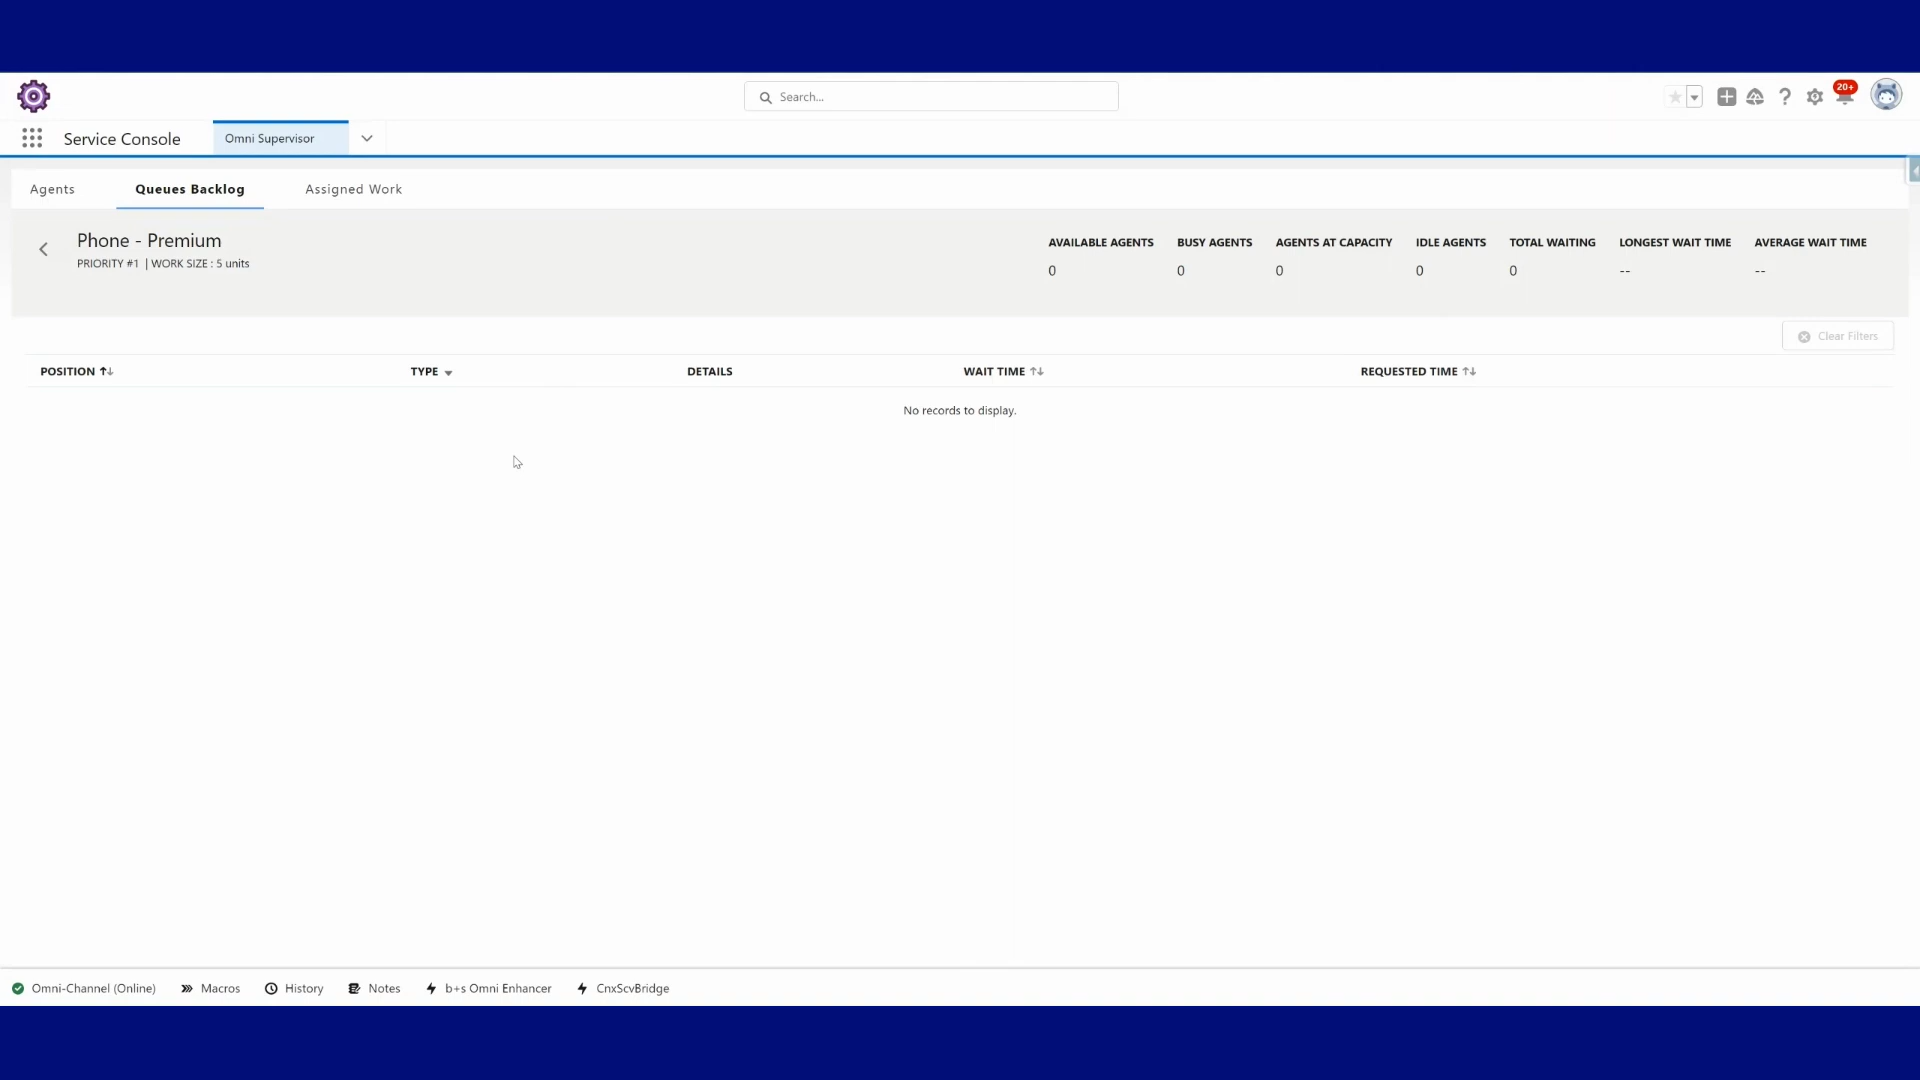 Search...
20+
Service Console
Omni Supervisor
Agents
Queues Backlog
Assigned Work
Phone - Premium
PRIORITY #1 | WORK SIZE : 5 units
AVAILABLE AGENTS BUSY AGENTS AGENTS AT CAPACITY IDLE AGENTS TOTAL WAITING LONGEST WAIT TIME AVERAGE WAIT TIME
0 0 0 0 0 -- --
Clear Filters
POSITION TYPE DETAILS WAIT TIME REQUESTED TIME
No records to display.
Omni-Channel (Online) Macros History Notes b+s Omni Enhancer CnxScvBridge